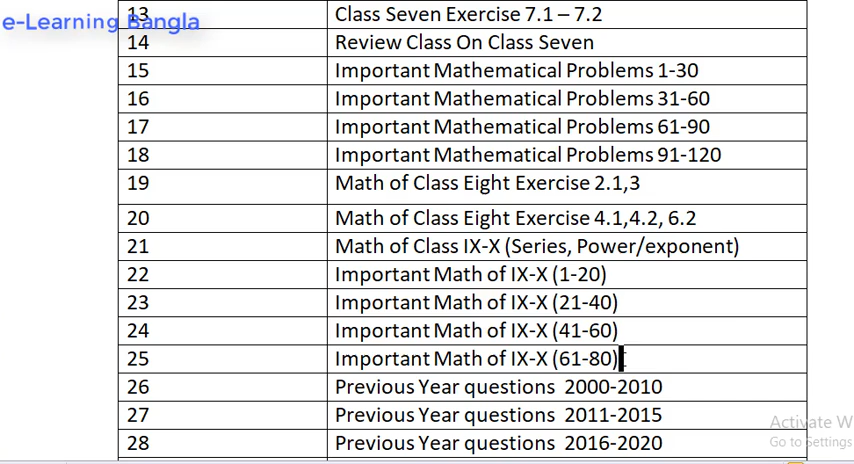 e-Learning Bangla
13 Class Seven Exercise 7.1 – 7.2
14 Review Class On Class Seven
15 Important Mathematical Problems 1-30
16 Important Mathematical Problems 31-60
17 Important Mathematical Problems 61-90
18 Important Mathematical Problems 91-120
19 Math of Class Eight Exercise 2.1,3
20 Math of Class Eight Exercise 4.1,4.2, 6.2
21 Math of Class IX-X (Series, Power/exponent)
22 Important Math of IX-X (1-20)
23 Important Math of IX-X (21-40)
24 Important Math of IX-X (41-60)
25 Important Math of IX-X (61-80)
26 Previous Year questions 2000-2010
27 Previous Year questions 2011-2015
28 Previous Year questions 2016-2020
Activate W
Go to Settings